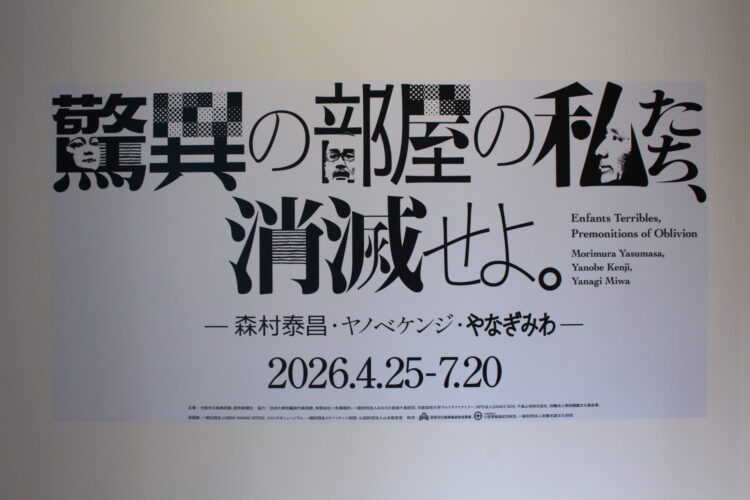 驚異の部屋の私たち、
消滅せよ。
Enfants Terribles,
Premonitions of Oblivion
Morimura Yasumasa,
Yanobe Kenji,
Yanagi Miwa
— 森村泰昌・ヤノベケンジ・やなぎみわ —
2026.4.25-7.20